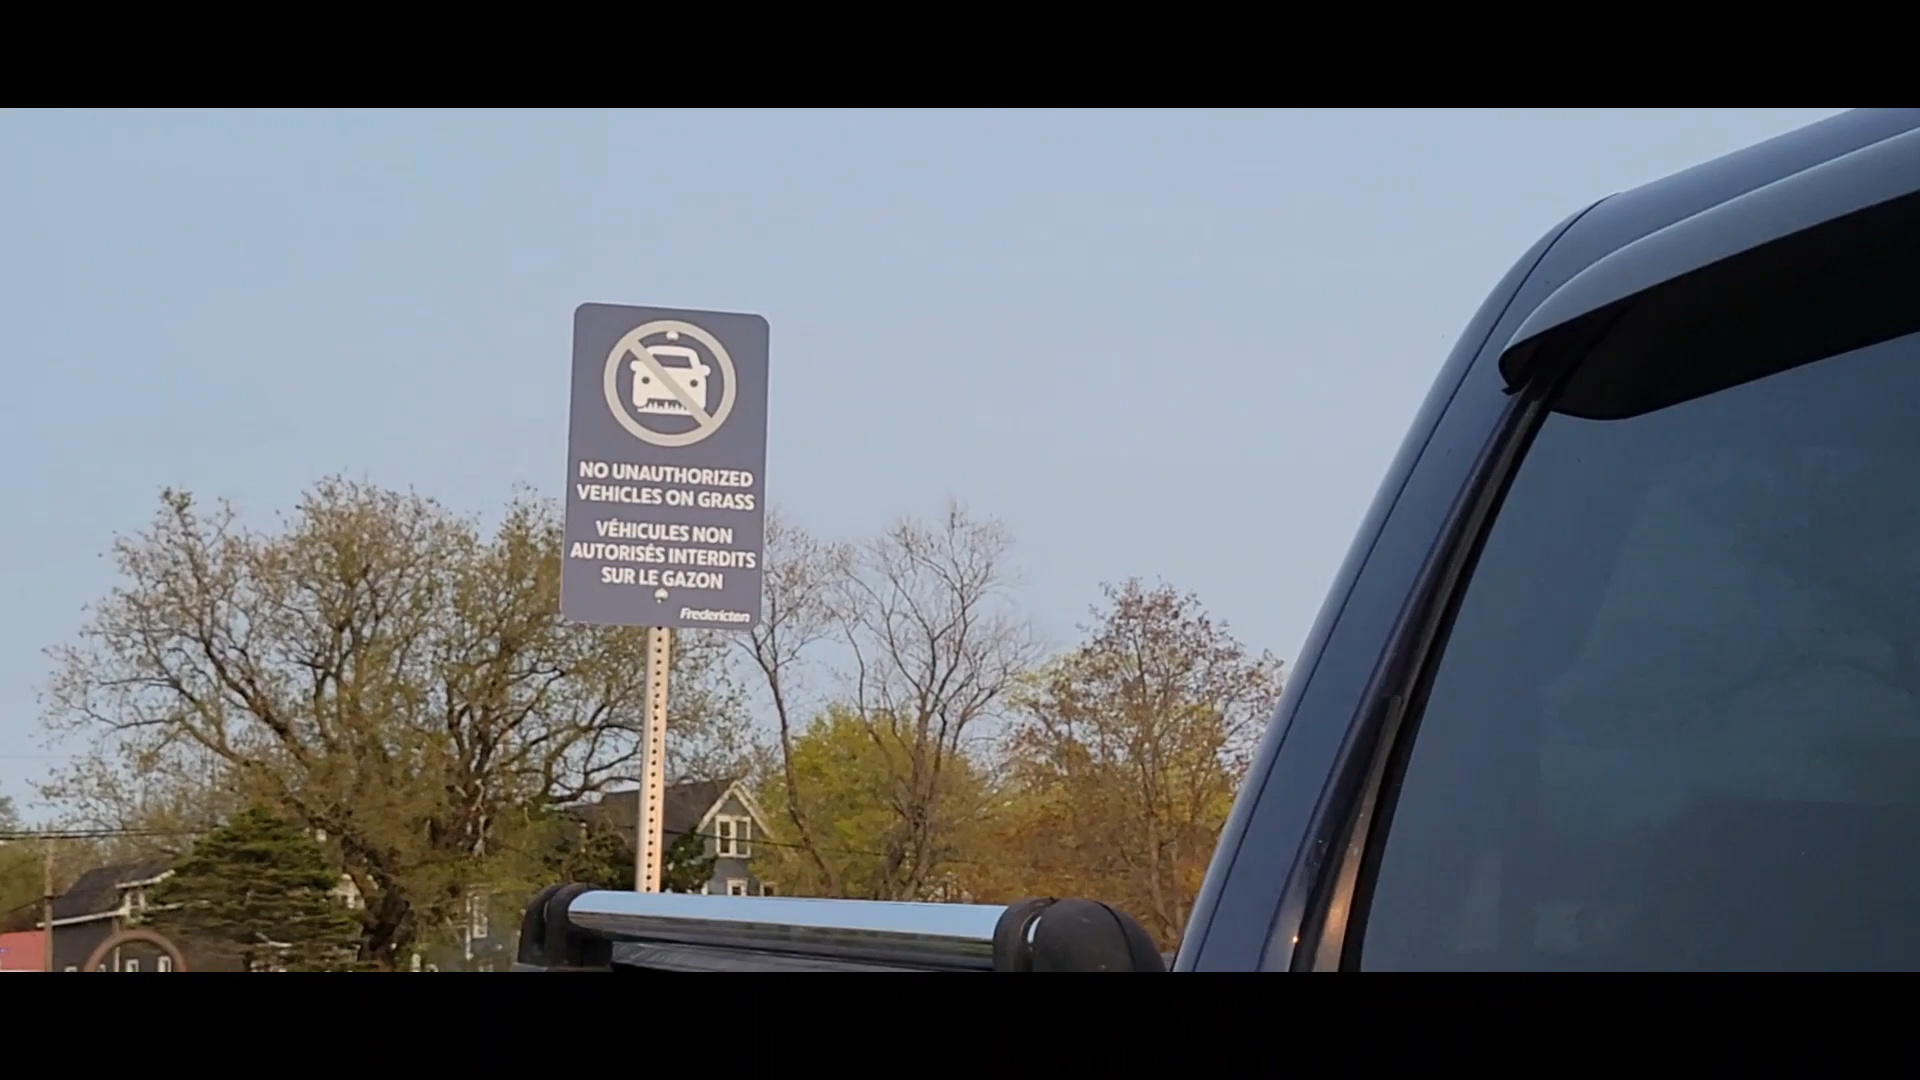 NO UNAUTHORIZED
VEHICLES ON GRASS
VÉHICULES NON
AUTORISÉS INTERDITS
SUR LE GAZON
Fredericton